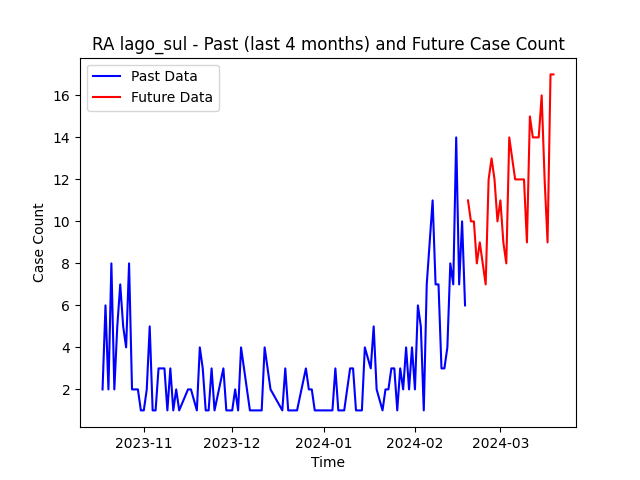 RA lago_sul - Past (last 4 months) and Future Case Count
Past Data
Future Data
16
14
12
10
8
6
4
2
Case Count
2023-11
2023-12
2024-01
2024-02
2024-03
Time